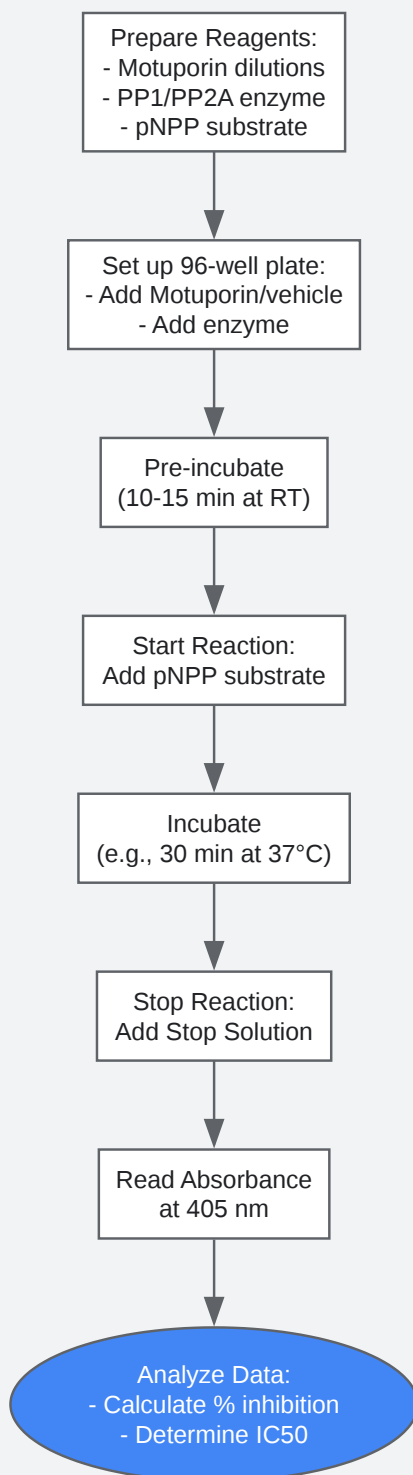 Prepare Reagents:
- Motuporin dilutions
- PP1/PP2A enzyme
- pNPP substrate
Set up 96-well plate:
- Add Motuporin/vehicle
- Add enzyme
Pre-incubate
(10-15 min at RT)
Start Reaction:
Add pNPP substrate
Incubate
(e.g., 30 min at 37°C)
Stop Reaction:
Add Stop Solution
Read Absorbance
at 405 nm
Analyze Data:
- Calculate % inhibition
- Determine IC50